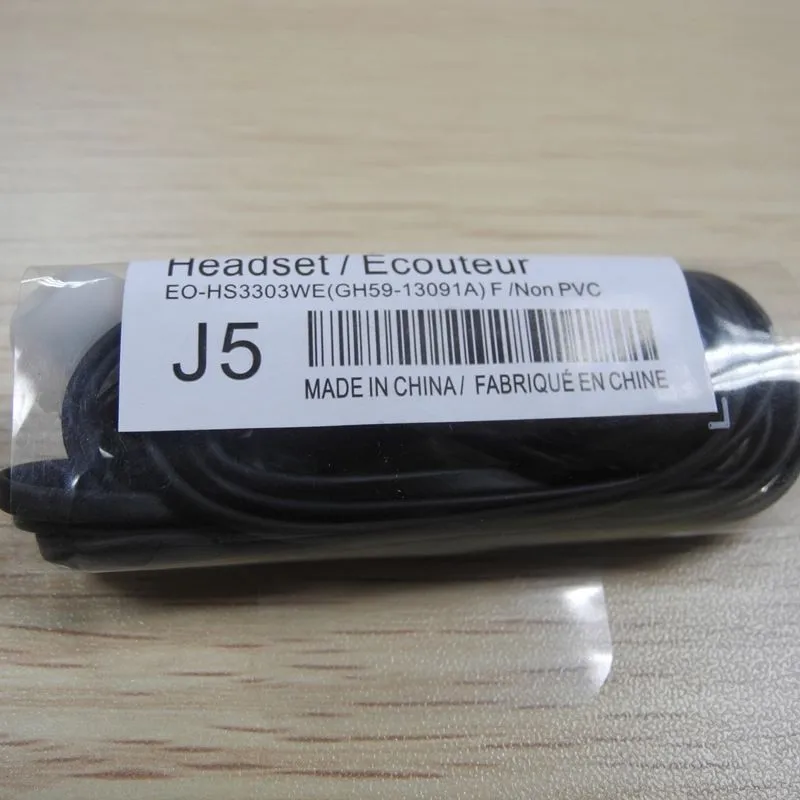 Headset / Ecouteur
EO-HS3303WE(GH59-13091A) F /Non PVC
J5
MADE IN CHINA / FABRIQUÉ EN CHINE